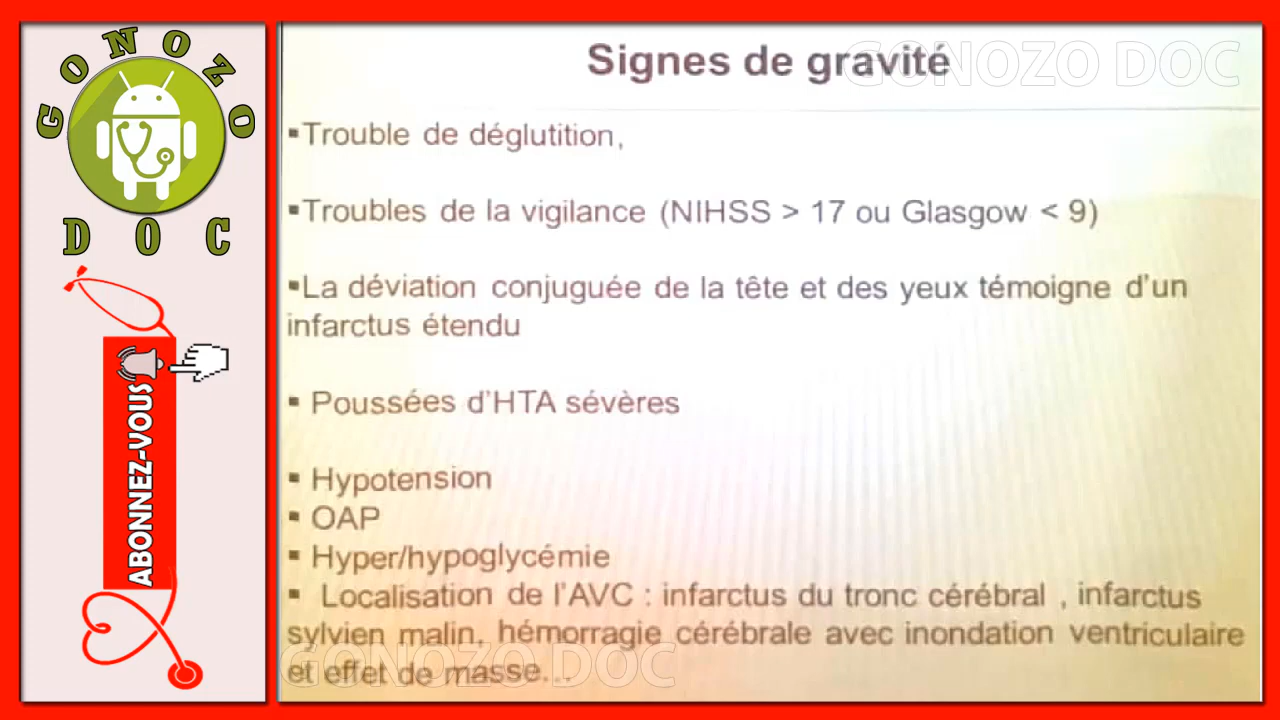 GONOZO
DOC
ABONNEZ-VOUS
Signes de gravité
GONOZO DOC
▪Trouble de déglutition,
▪Troubles de la vigilance (NIHSS > 17 ou Glasgow < 9)
▪La déviation conjuguée de la tête et des yeux témoigne d'un
infarctus étendu
▪ Poussées d'HTA sévères
▪ Hypotension
▪ OAP
▪ Hyper/hypoglycémie
▪ Localisation de l'AVC : infarctus du tronc cérébral , infarctus
sylvien malin, hémorragie cérébrale avec inondation ventriculaire
et effet de masse...
GONOZO DOC